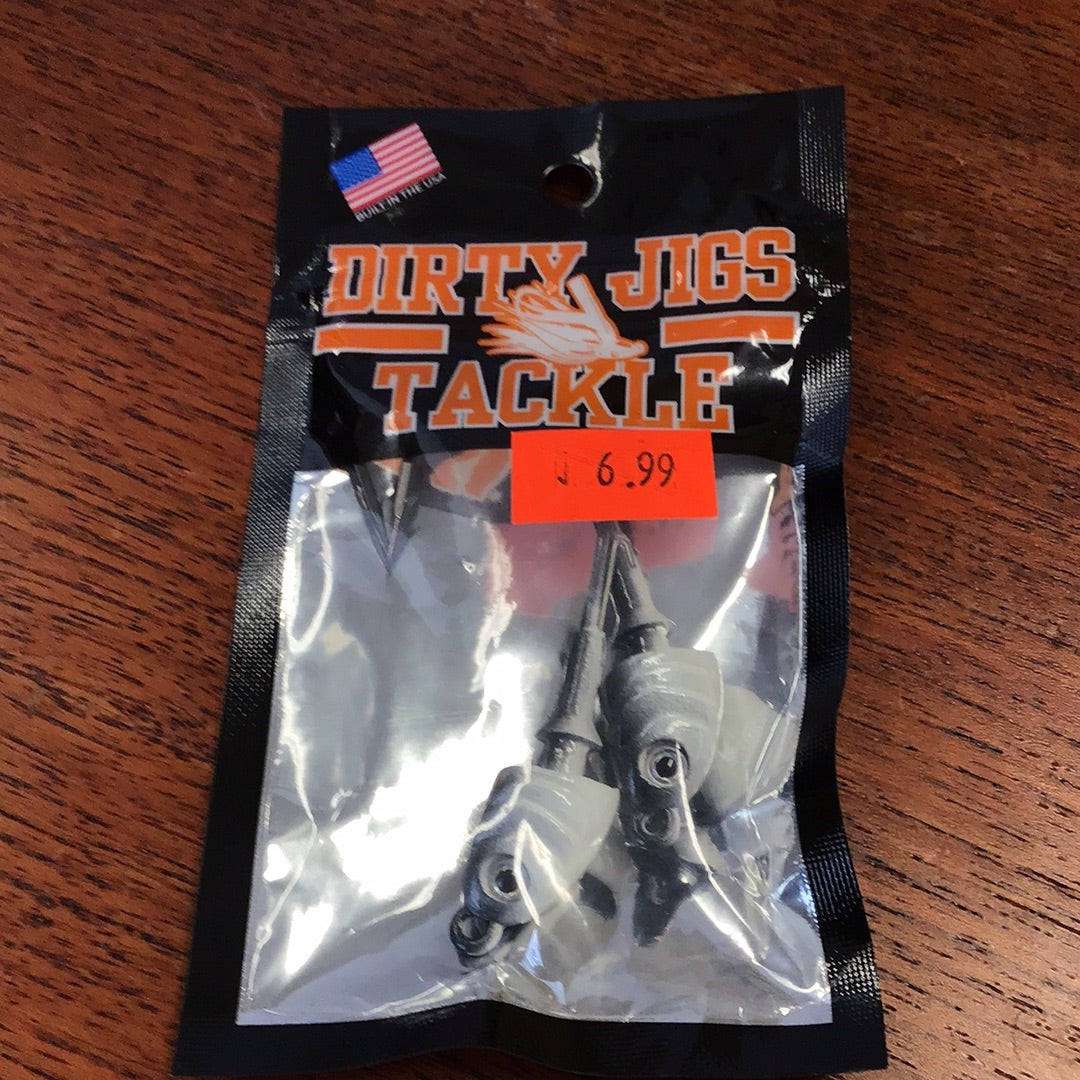 BUILT IN THE USA
DIRTY JIGS
TACKLE
J 6.99